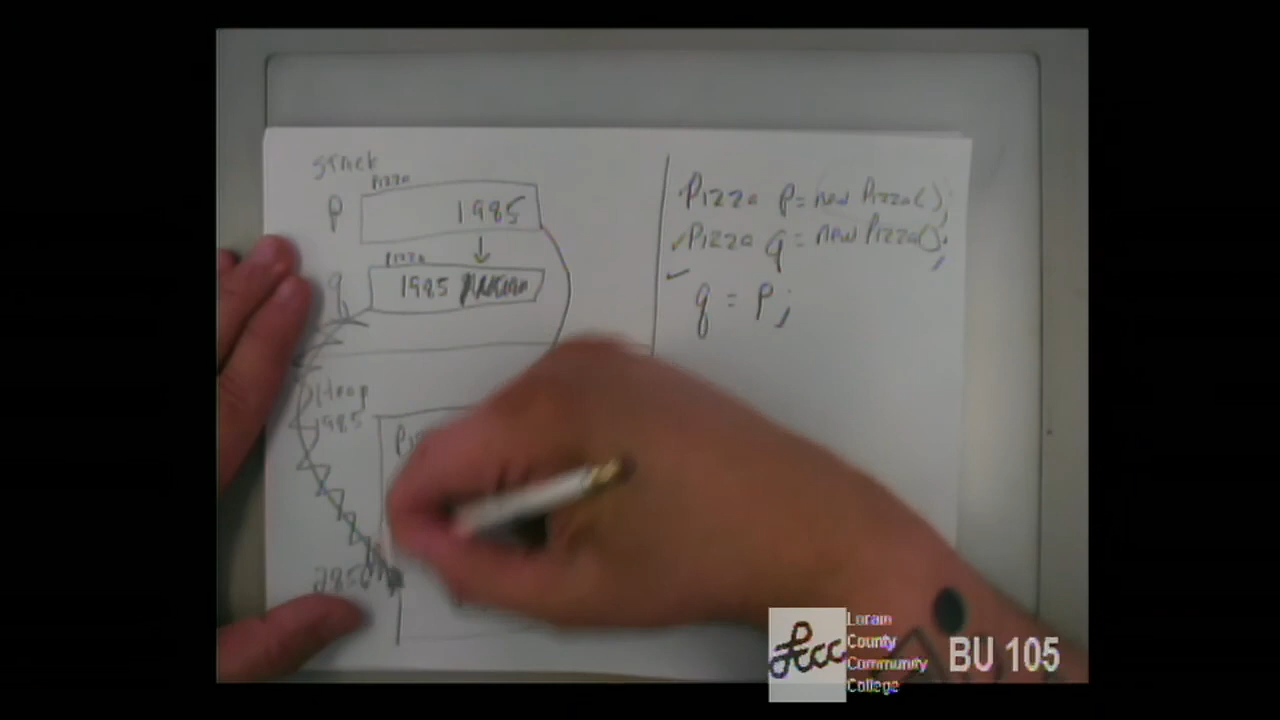 Stack
Pizza
p 1985
Pizza
q 1985
Heap
1985
Pizza p = new Pizza();
Pizza q = new Pizza();
q = p;
Lorain
County
Community
College
lccc
BU 105